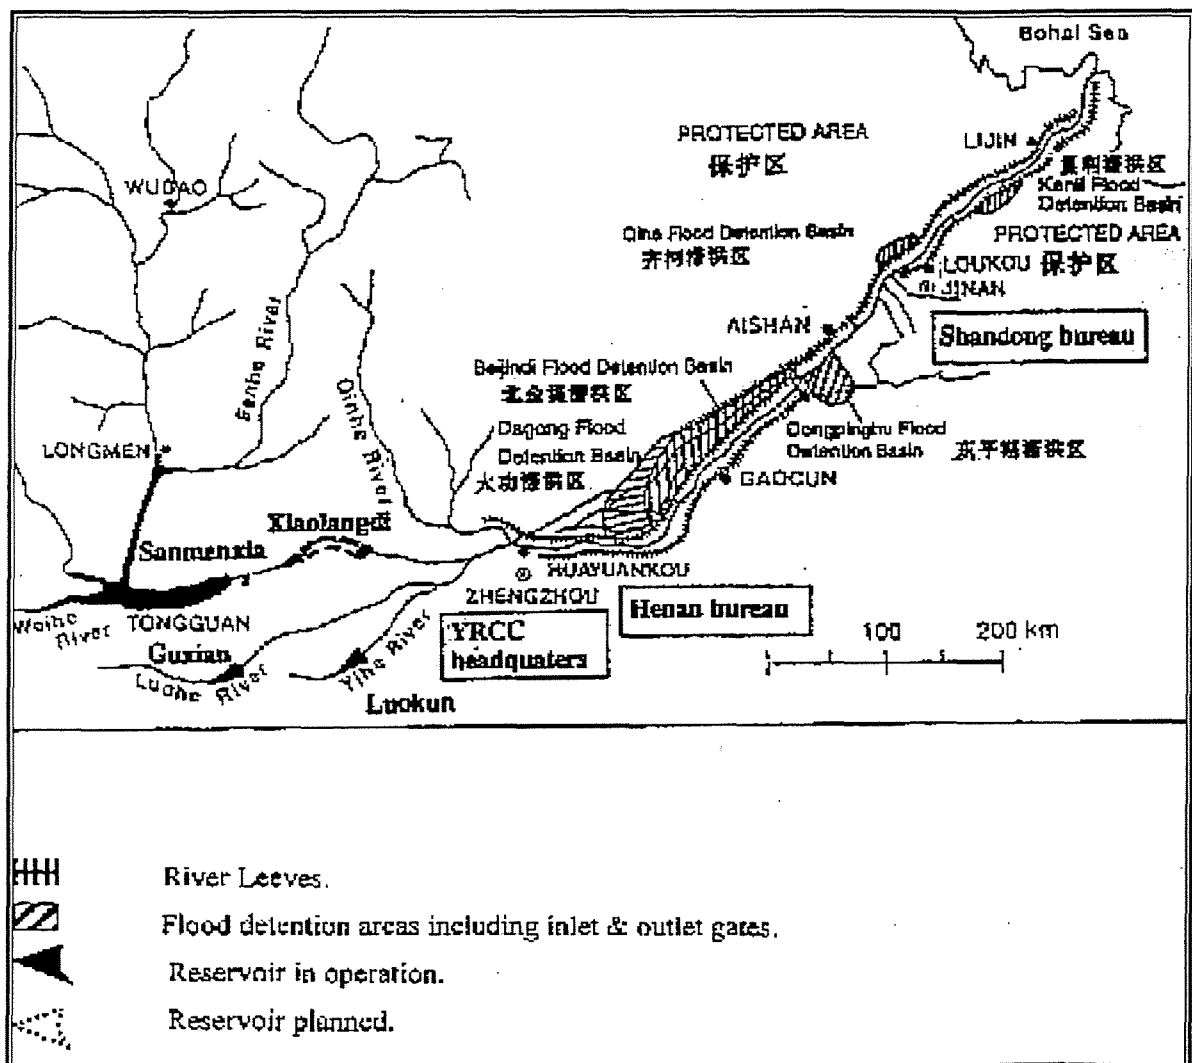 Bohai Sea
PROTECTED AREA
保护区
LIJIN
WUBAO
Flood
Detention Basin
Qihe Flood Detention Basin
PROTECTED AREA
保护区
LOUKOU
JINAN
AISHAN
Shandong bureau
Beijindi Flood Detention Basin
Fenhe River
Qinhe River
Dagong Flood
Detention Basin
LONGMEN
Dongpinghu Flood
Detention Basin
GAOCUN
Xiaolangdi
Sanmenxia
HUAYUANKOU
ZHENGZHOU
Henan bureau
Weihe
River
TONGGUAN
YRCC
headquaters
100 200 km
Guxian
Luohe River
Yihe River
Luokun
River Leeves.
Flood detention areas including inlet & outlet gates.
Reservoir in operation.
Reservoir planned.